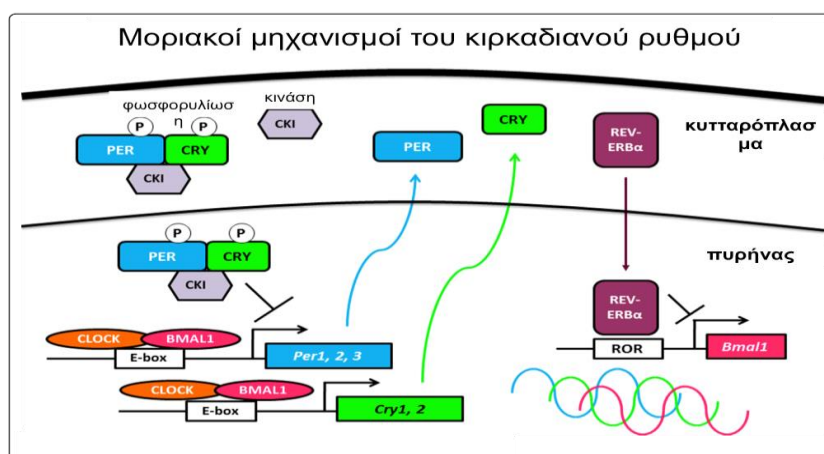 Μοριακοί μηχανισμοί του κιρκαδιανού ρυθμού
φωσφορυλίωσ
η
κινάση
P
P
CKI
PER
CRY
CKI
PER
CRY
REV-
ERBα
κυτταρόπλασ
μα
P
P
PER
CRY
CKI
πυρήνας
REV-
ERBα
CLOCK
BMAL1
E-box
Per1, 2, 3
ROR
Bmal1
CLOCK
BMAL1
E-box
Cry1, 2